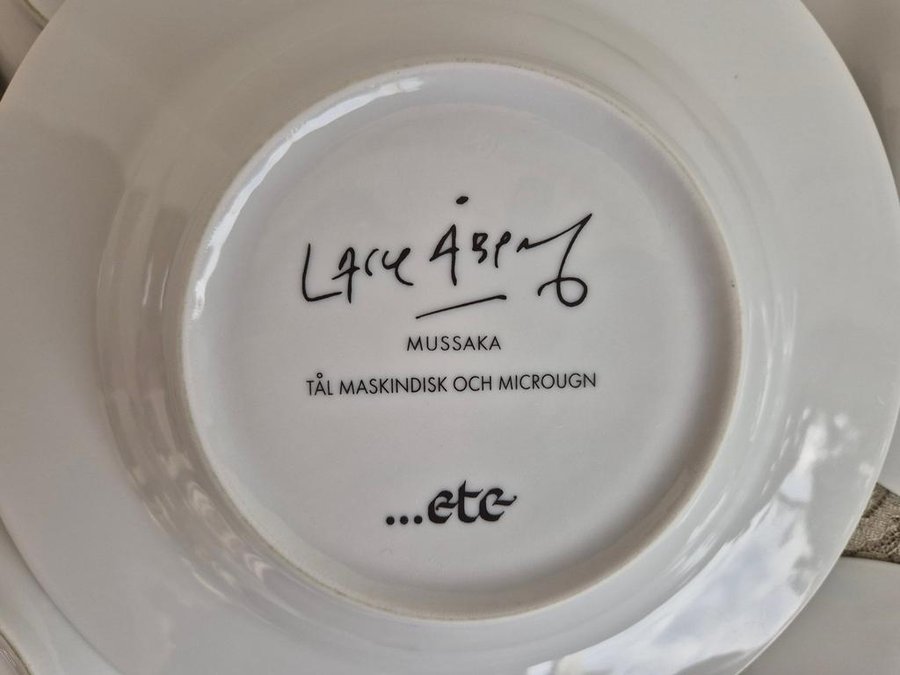 Lasse Åberg
MUSSAKA
TÅL MASKINDISK OCH MICROUGN
...etc